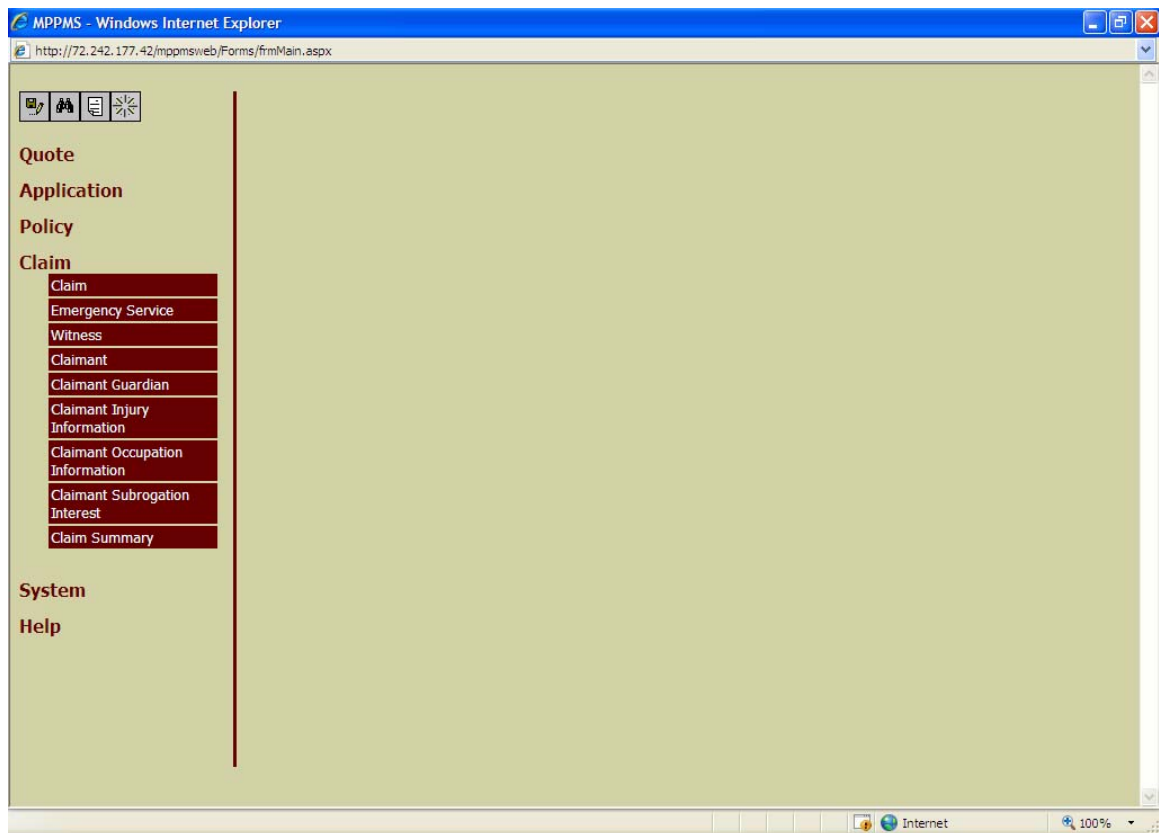 MPPMS - Windows Internet Explorer
http://72.242.177.42/mppmsweb/Forms/frmMain.aspx
Quote
Application
Policy
Claim
Claim
Emergency Service
Witness
Claimant
Claimant Guardian
Claimant Injury
Information
Claimant Occupation
Information
Claimant Subrogation
Interest
Claim Summary
System
Help
Internet
100%